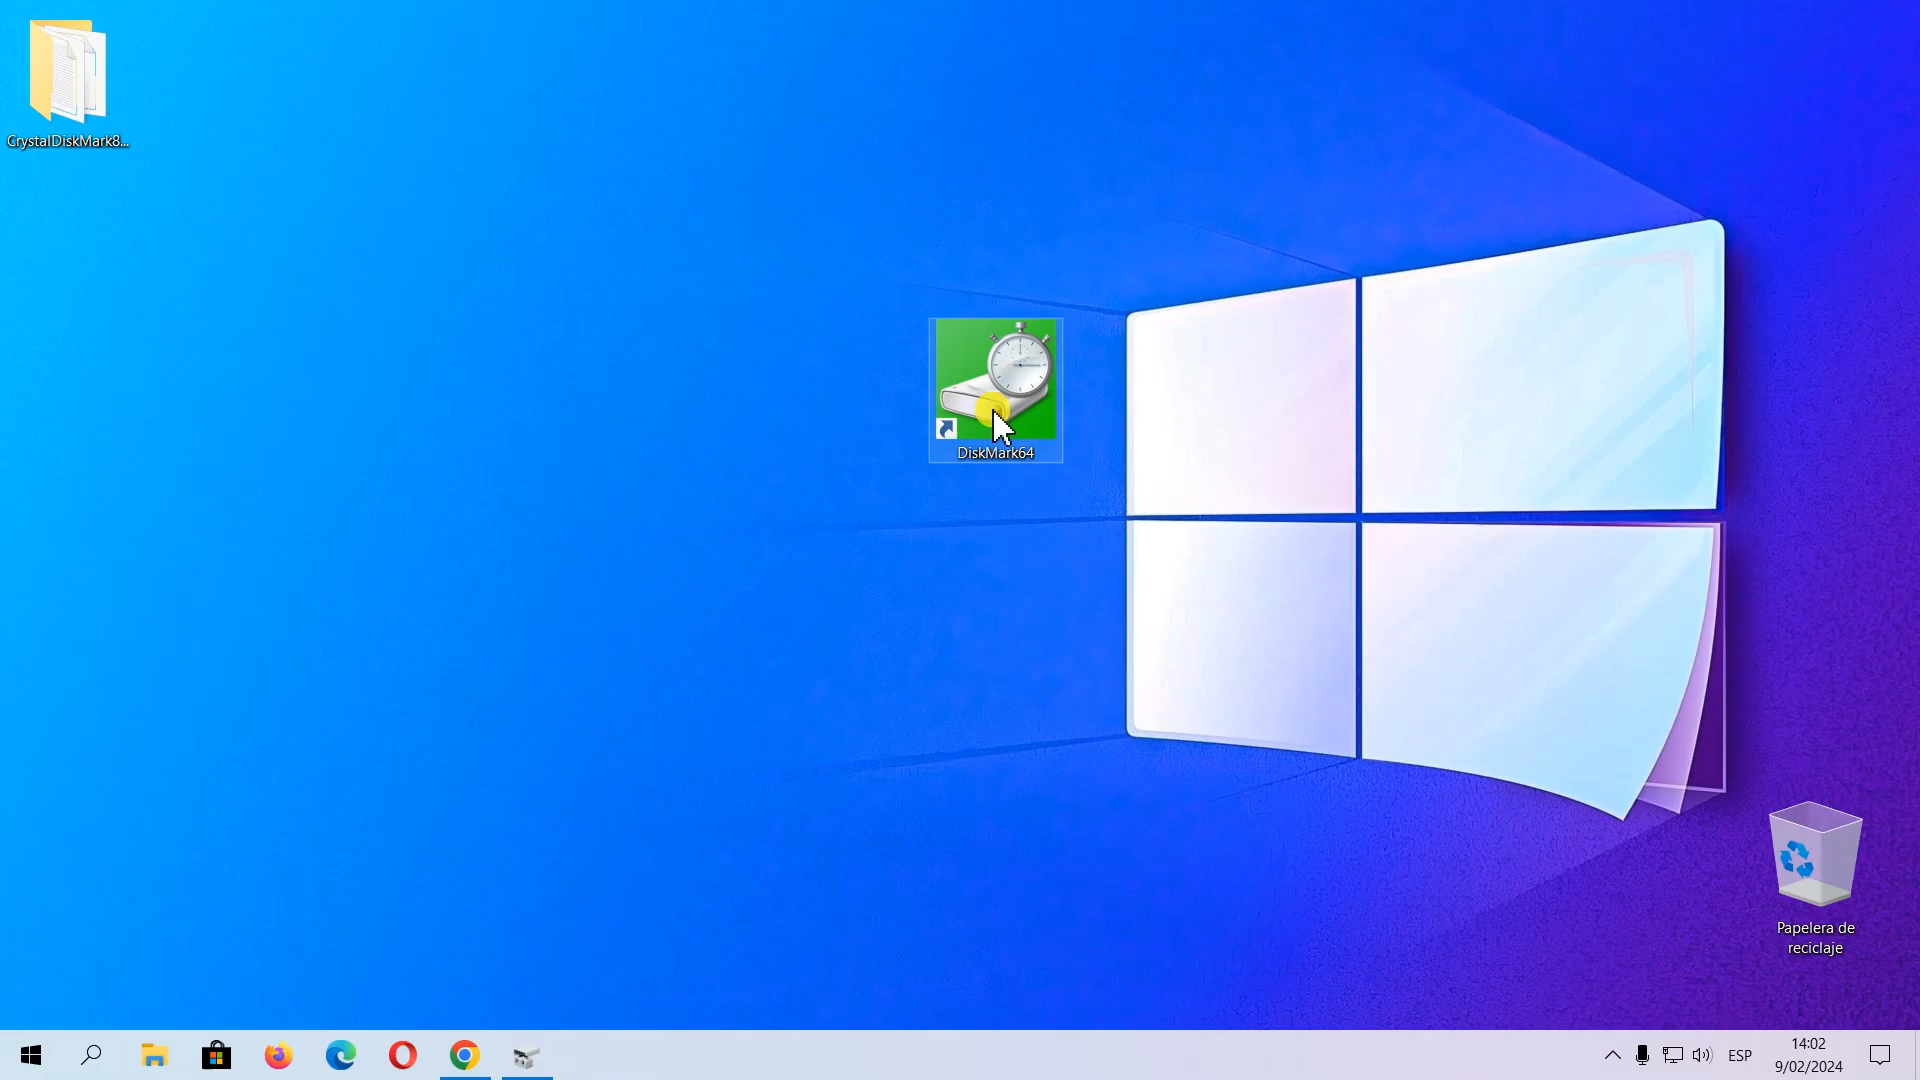 CrystalDiskMark8...
DiskMark64
Papelera de
reciclaje
ESP
14:02
9/02/2024